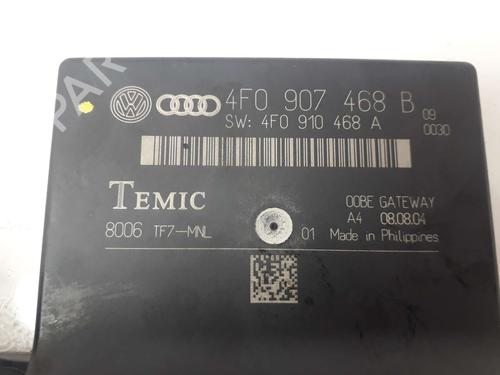 4F0 907 468 B
SW: 4F0 910 468 A
09
0030
TEMIC
00BE GATEWAY
A4 08.08.04
8006 TF7-MNL
01 Made in Philippines